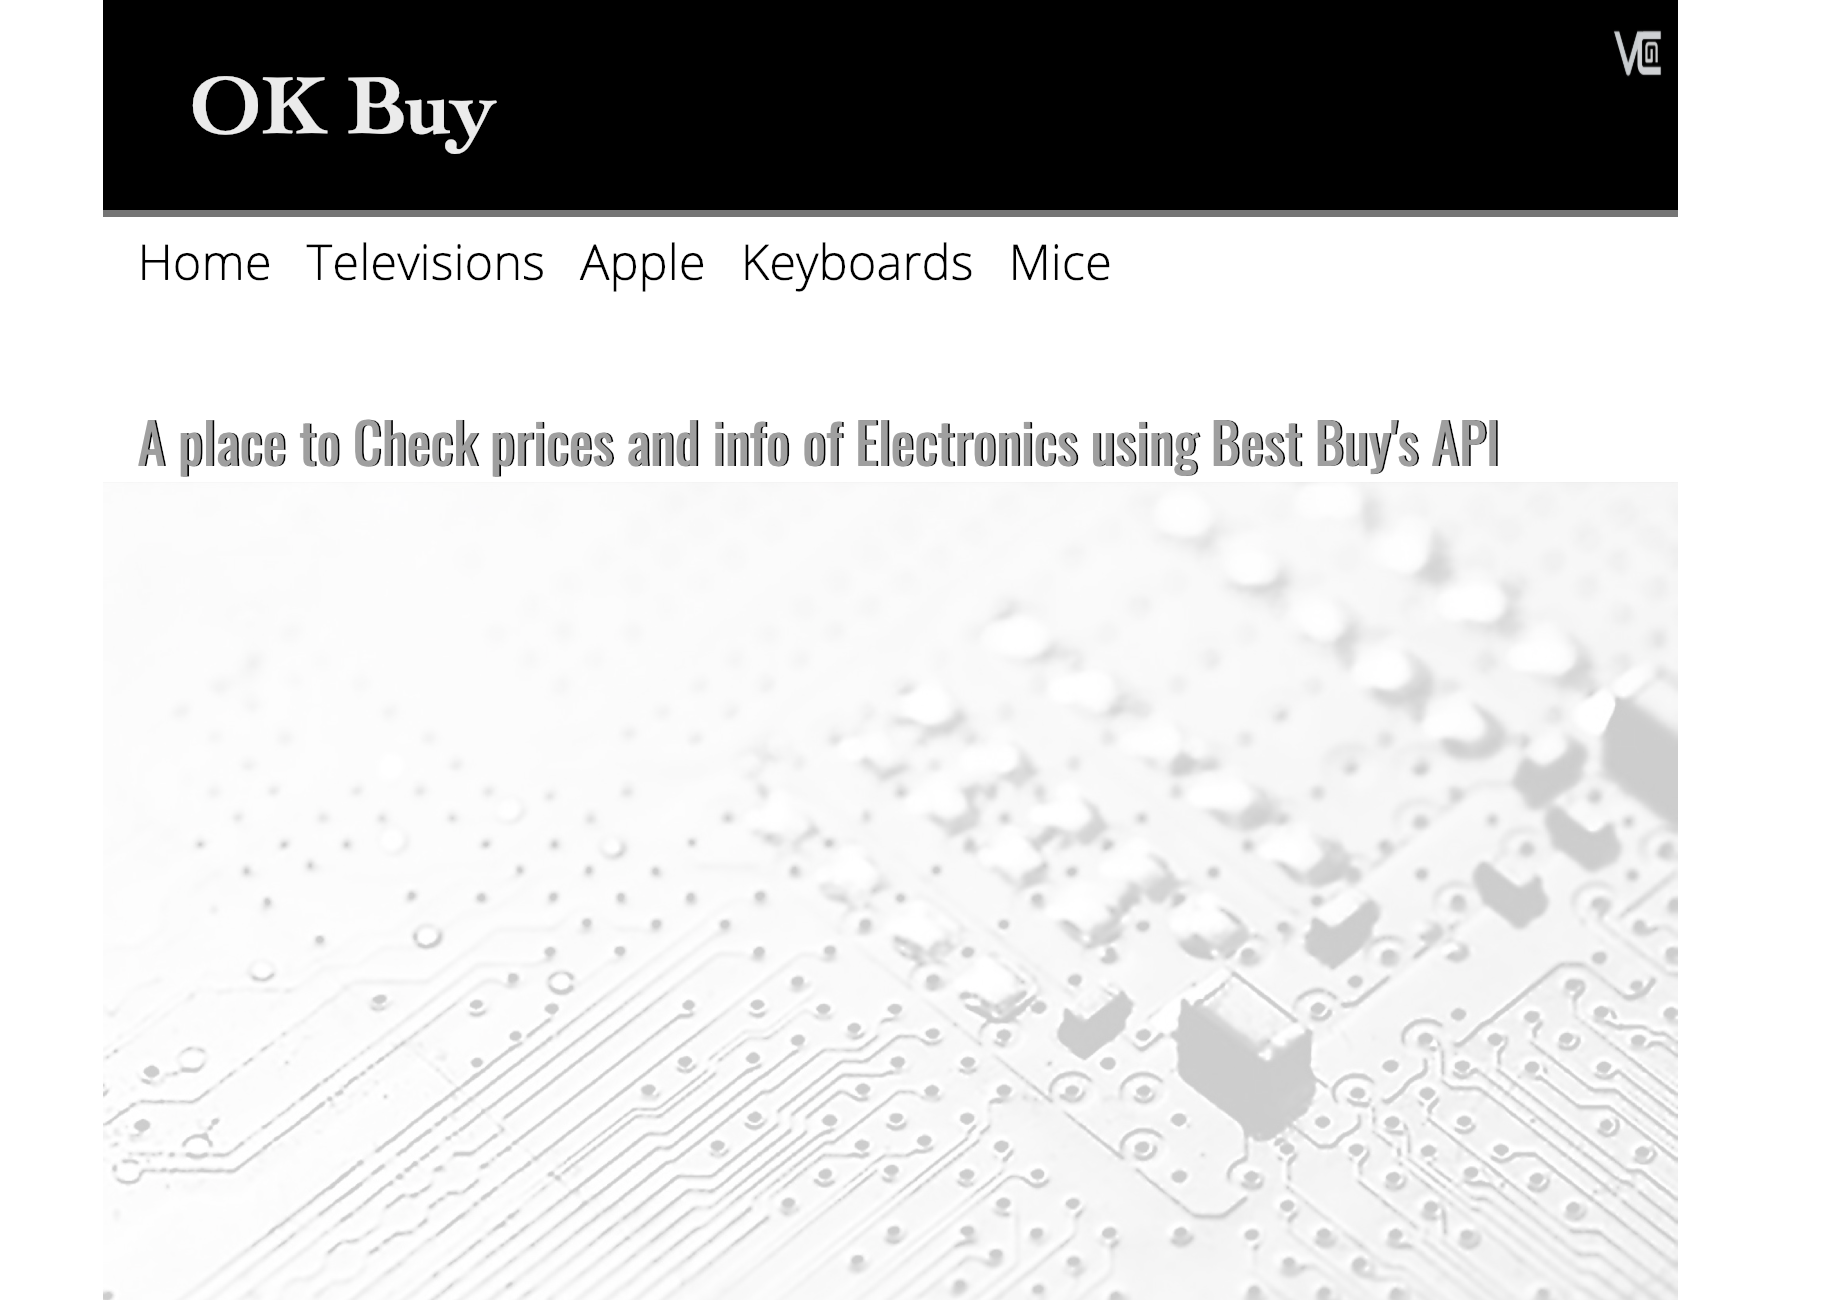 OK Buy
Home Televisions Apple Keyboards Mice
A place to Check prices and info of Electronics using Best Buy's API